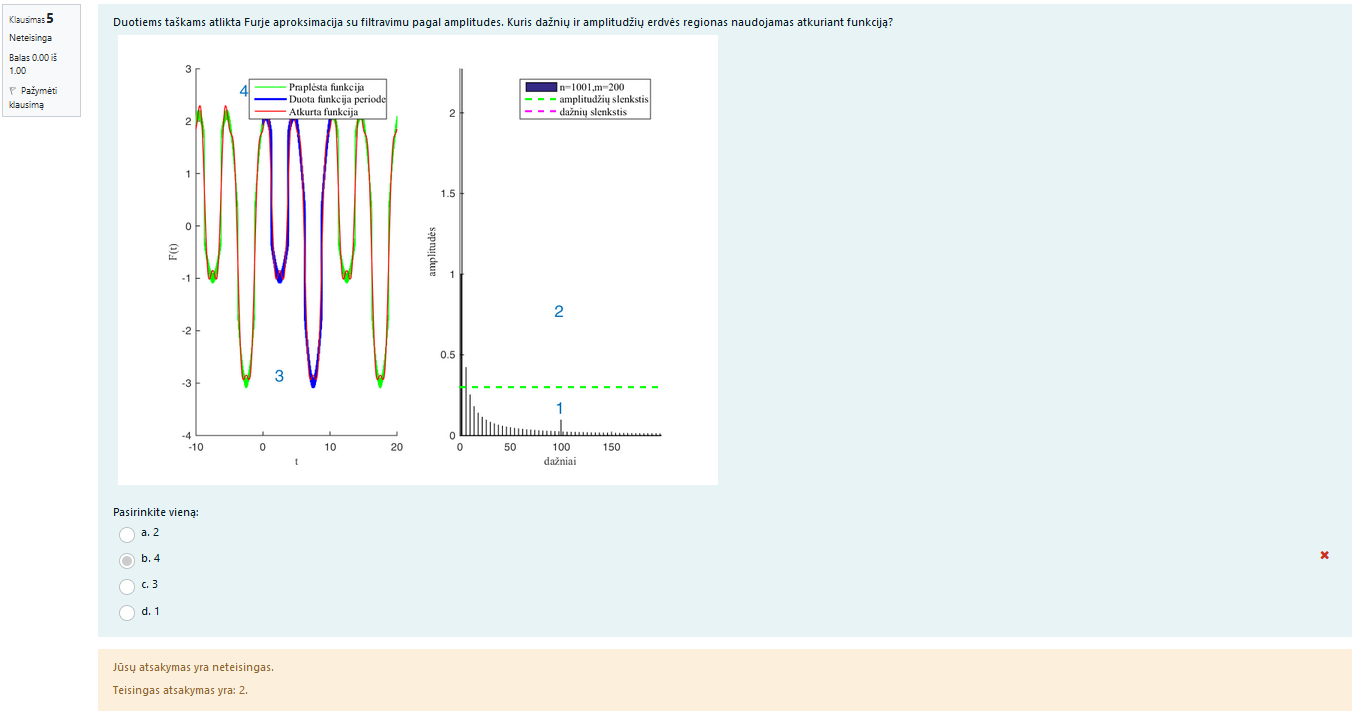 Klausimas 5
Neteisinga
Balas 0.00 iš
1.00
Pažymėti
klausimą
Duotiems taškams atlikta Furje aproksimacija su filtravimu pagal amplitudes. Kuris dažnių ir amplitudžių erdvės regionas naudojamas atkuriant funkciją?
4
Praplėsta funkcija
Duota funkcija periode
Atkurta funkcija
3
2
1
0
-1
-2
-3
-4
F(t)
3
-10
0
10
20
t
n=1001,m=200
amplitudžių slenkstis
dažnių slenkstis
2
1.5
1
0.5
0
amplitudės
2
1
0
50
100
150
dažniai
Pasirinkite vieną:
a. 2
b. 4
c. 3
d. 1
Jūsų atsakymas yra neteisingas.
Teisingas atsakymas yra: 2.